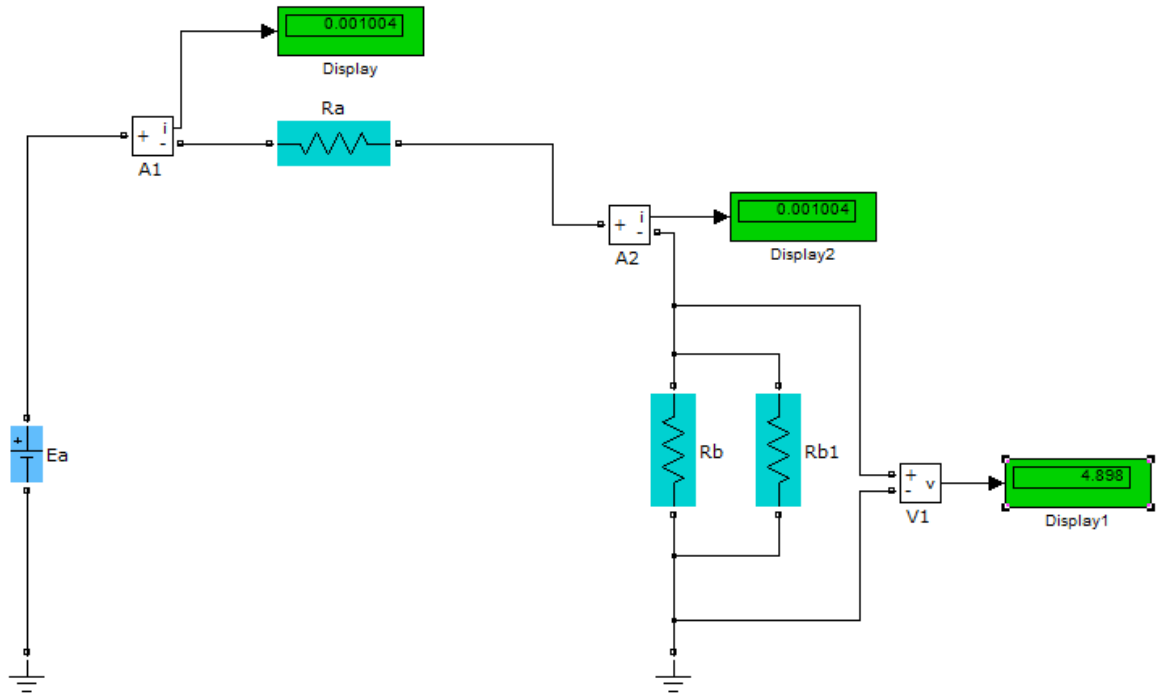 0.001004
Display
Ra
+ i -
A1
+ i -
A2
0.001004
Display2
+
Ea
Rb
Rb1
+ - v
V1
4.898
Display1